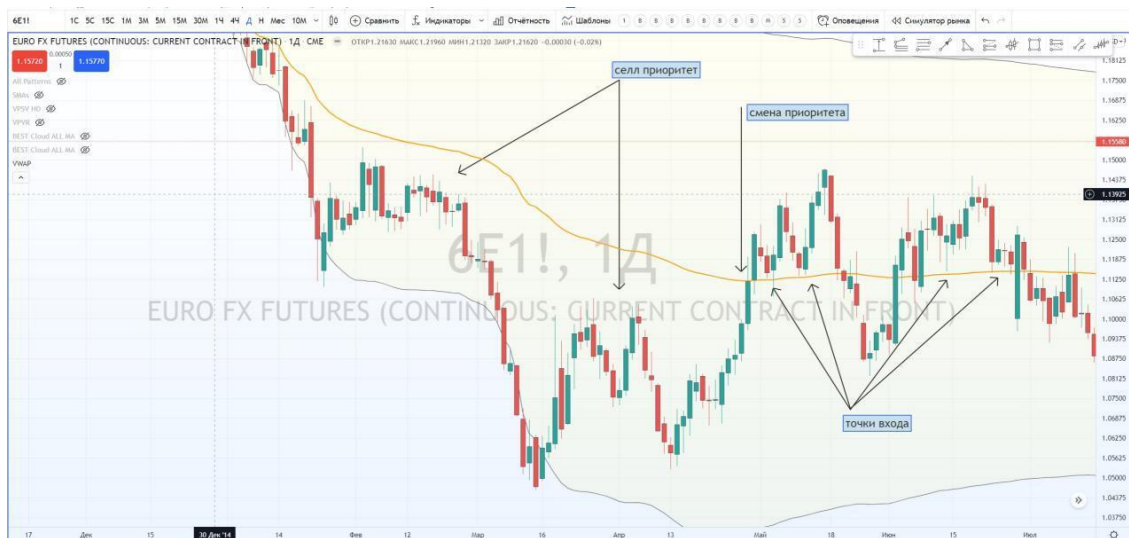 6E1! 1С 5С 15С 1М 3М 5М 15М 30М 1Ч 4Ч Д Н Мес 10М Сравнить Индикаторы Отчётность Шаблоны 1 В В В В В В В В М 5 5 Оповещения Симулятор рынка
EURO FX FUTURES (CONTINUOUS: CURRENT CONTRACT IN FRONT) 1Д CME ОТКР1.21630 МАКС1.21960 МИН1.21320 ЗАКР1.21620 -0.00030 (-0.02%)
1.15720 0.00050 1 1.15770
All Patterns
SMAs
VPSV HD
VPVR
BEST Cloud ALL MA
BEST Cloud ALL MA
VWAP
селл приоритет
смена приоритета
точки входа
6E1!, 1Д
EURO FX FUTURES (CONTINUOUS: CURRENT CONTRACT IN FRONT)
1.18125
1.17500
1.16875
1.16250
1.15580
1.15000
1.14375
1.13925
1.13125
1.12500
1.11875
1.11250
1.10625
1.10000
1.09375
1.08750
1.08125
1.07500
1.06875
1.06250
1.05625
1.05000
1.04375
1.03750
17 Дек 15 30 Дек '14 14 Фев 12 Мар 16 Апр 13 Май 18 Июн 15 Июл